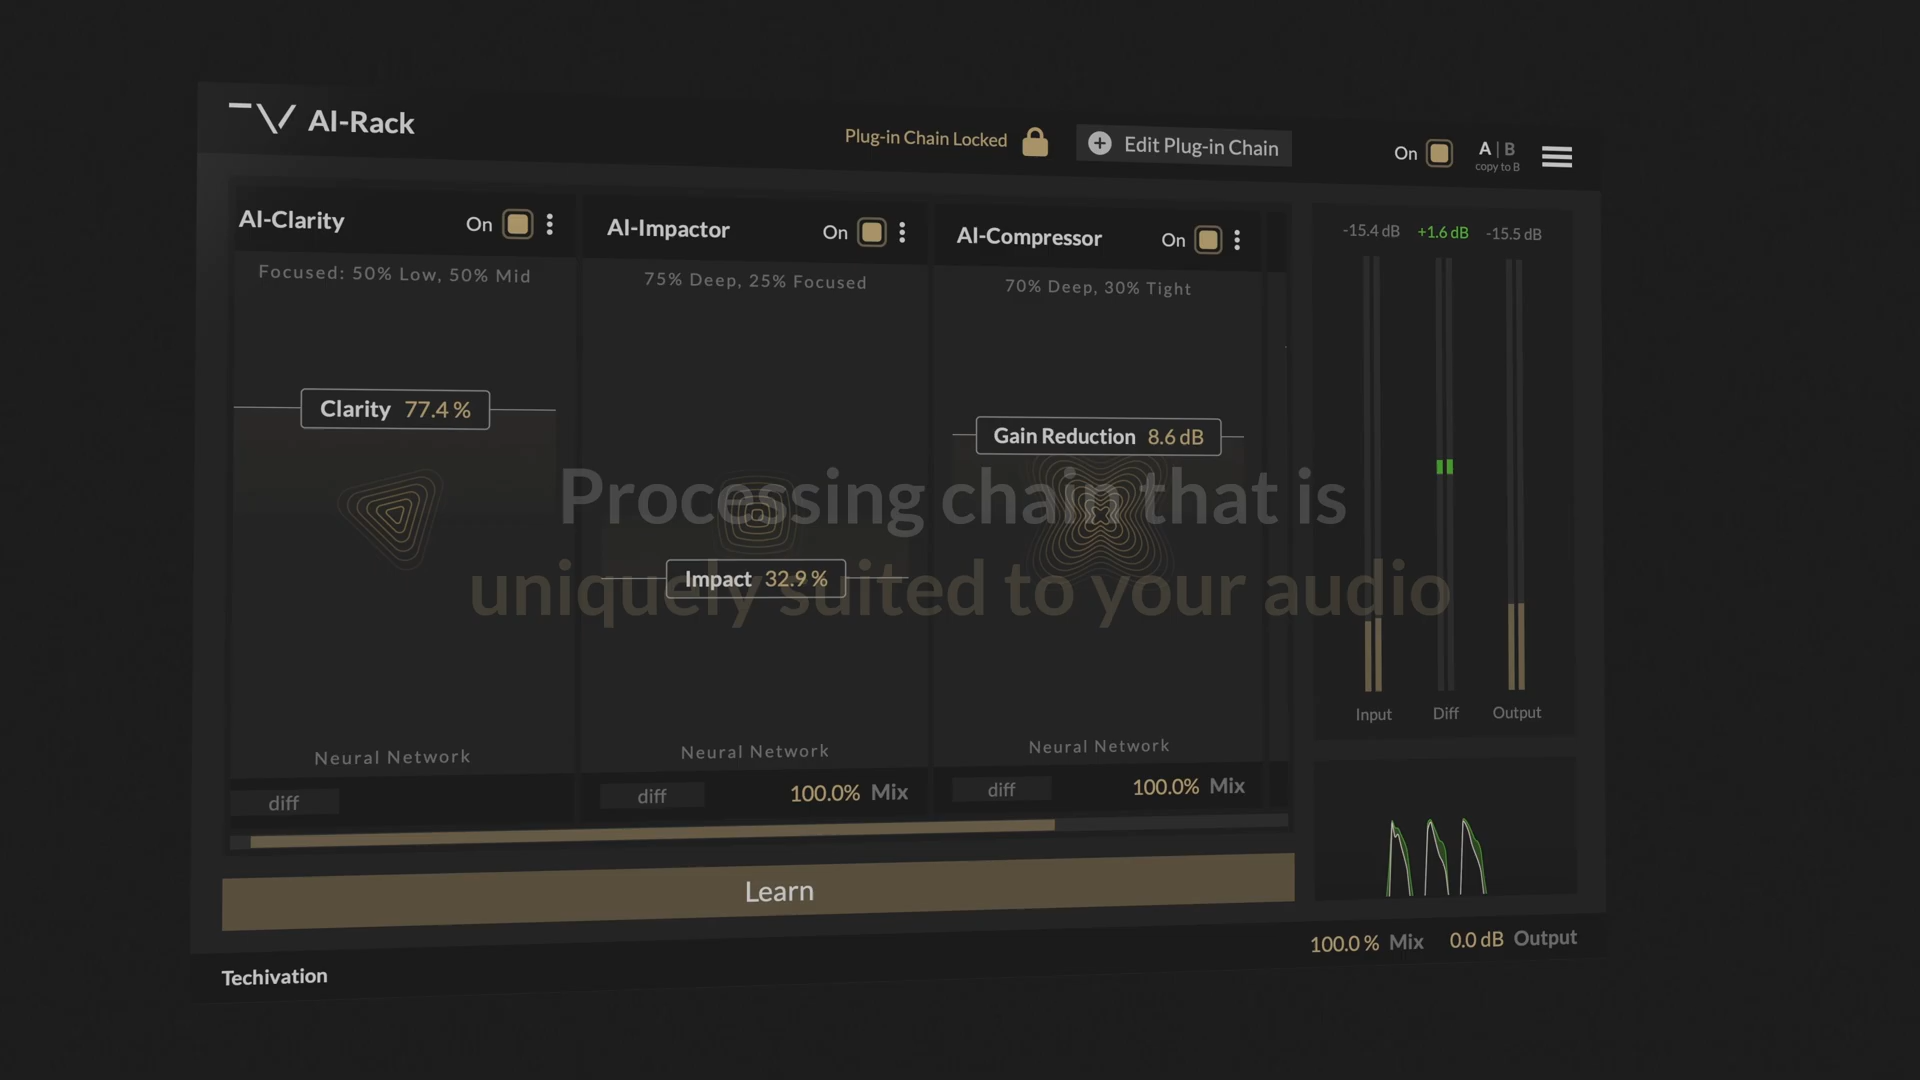 AI-Rack
Plug-in Chain Locked
Edit Plug-in Chain
On
A | B
copy to B
AI-Clarity
On
AI-Impactor
On
AI-Compressor
On
-15.4 dB +1.6 dB -15.5 dB
Focused: 50% Low, 50% Mid
75% Deep, 25% Focused
70% Deep, 30% Tight
Clarity 77.4 %
Gain Reduction 8.6 dB
Processing chain that is
Impact 32.9 %
uniquely suited to your audio
Input Diff Output
Neural Network
Neural Network
Neural Network
diff
diff
100.0% Mix
diff
100.0% Mix
Learn
100.0 % Mix 0.0 dB Output
Techivation